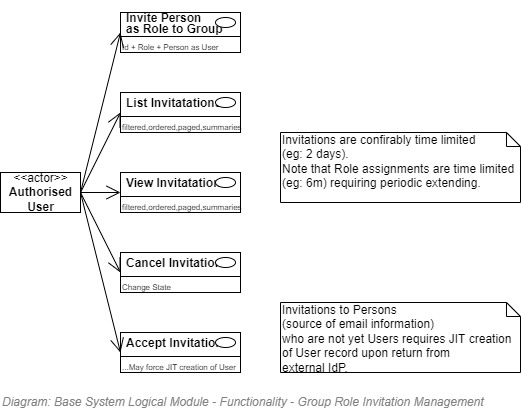 Invite Person
as Role to Group
Id + Role + Person as User
List Invitatation
filtered,ordered,paged,summaries
Invitations are confirably time limited
(eg: 2 days).
Note that Role assignments are time limited
(eg: 6m) requiring periodic extending.
<<actor>>
Authorised
User
View Invitatation
filtered,ordered,paged,summaries
Cancel Invitatio
Change State
Invitations to Persons
(source of email information)
who are not yet Users requires JIT creation
of User record upon return from
external IdP.
Accept Invitatio
...May force JIT creation of User
Diagram: Base System Logical Module - Functionality - Group Role Invitation Management